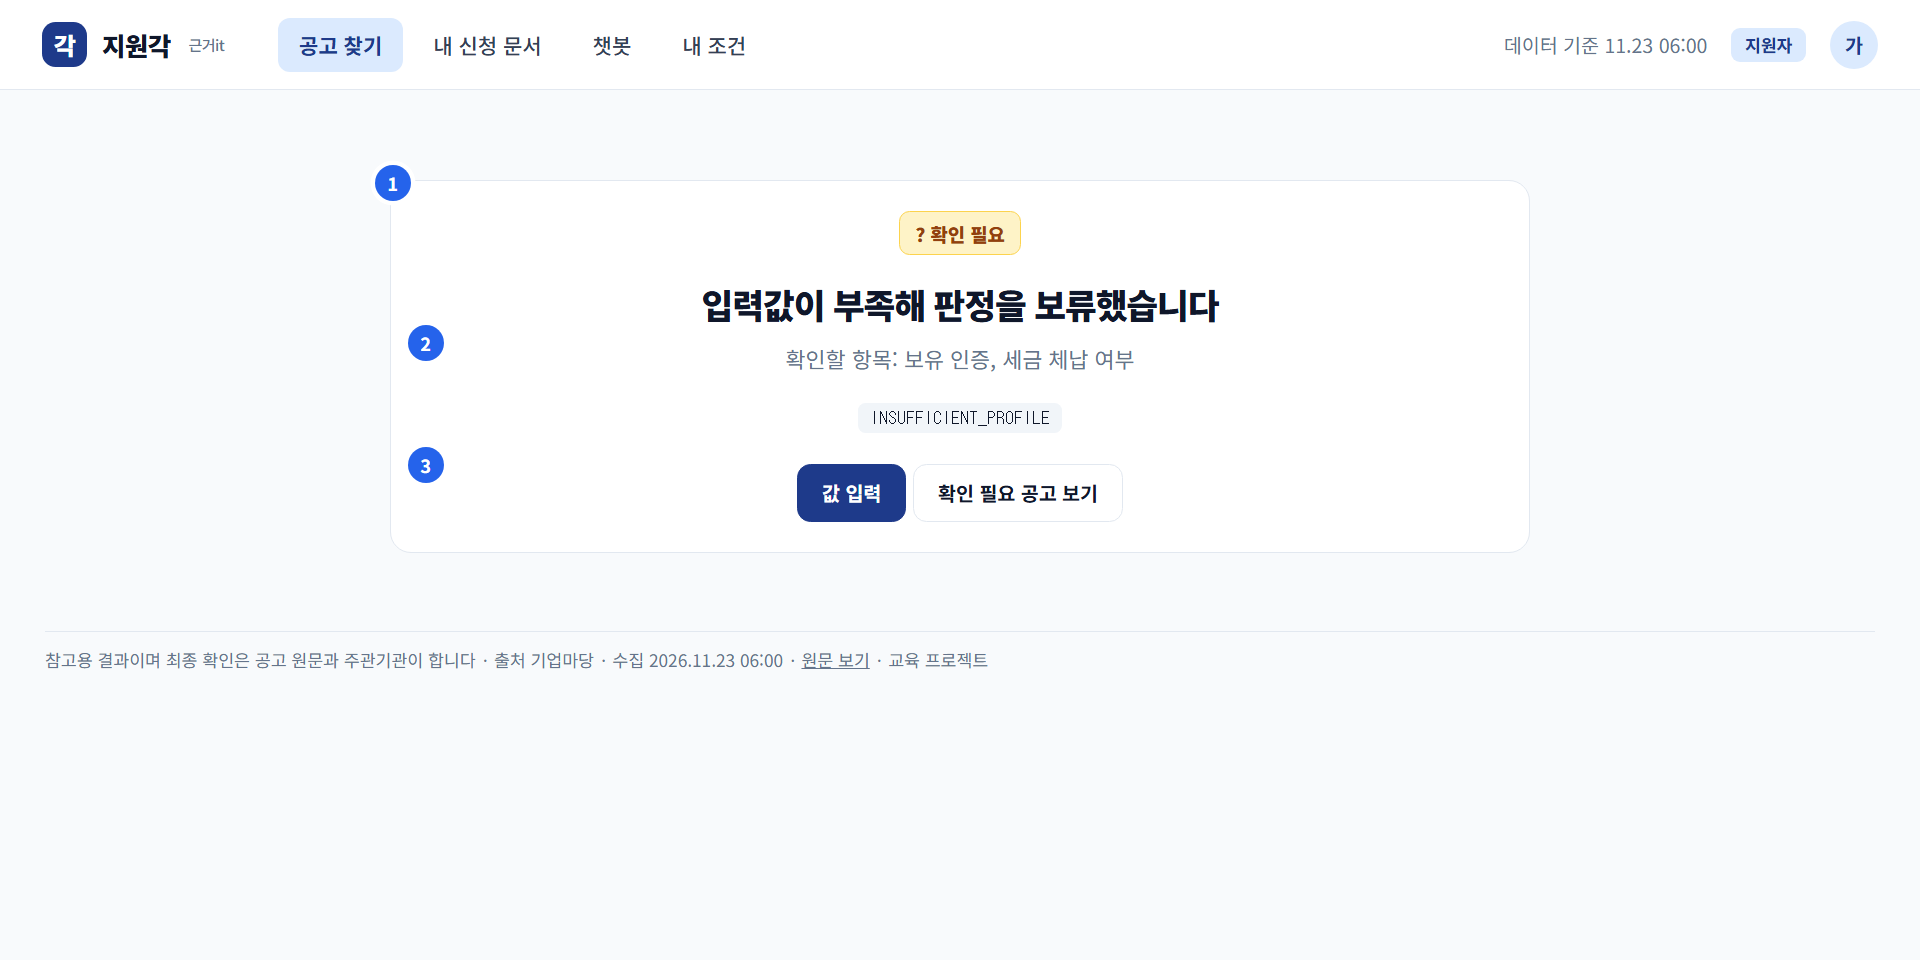 각 지원각 근거it 공고 찾기 내 신청 문서 챗봇 내 조건 데이터 기준 11.23 06:00 지원자 가
1
? 확인 필요
입력값이 부족해 판정을 보류했습니다
2
확인할 항목: 보유 인증, 세금 체납 여부
INSUFFICIENT_PROFILE
3
값 입력 확인 필요 공고 보기
참고용 결과이며 최종 확인은 공고 원문과 주관기관이 합니다 · 출처 기업마당 · 수집 2026.11.23 06:00 · 원문 보기 · 교육 프로젝트